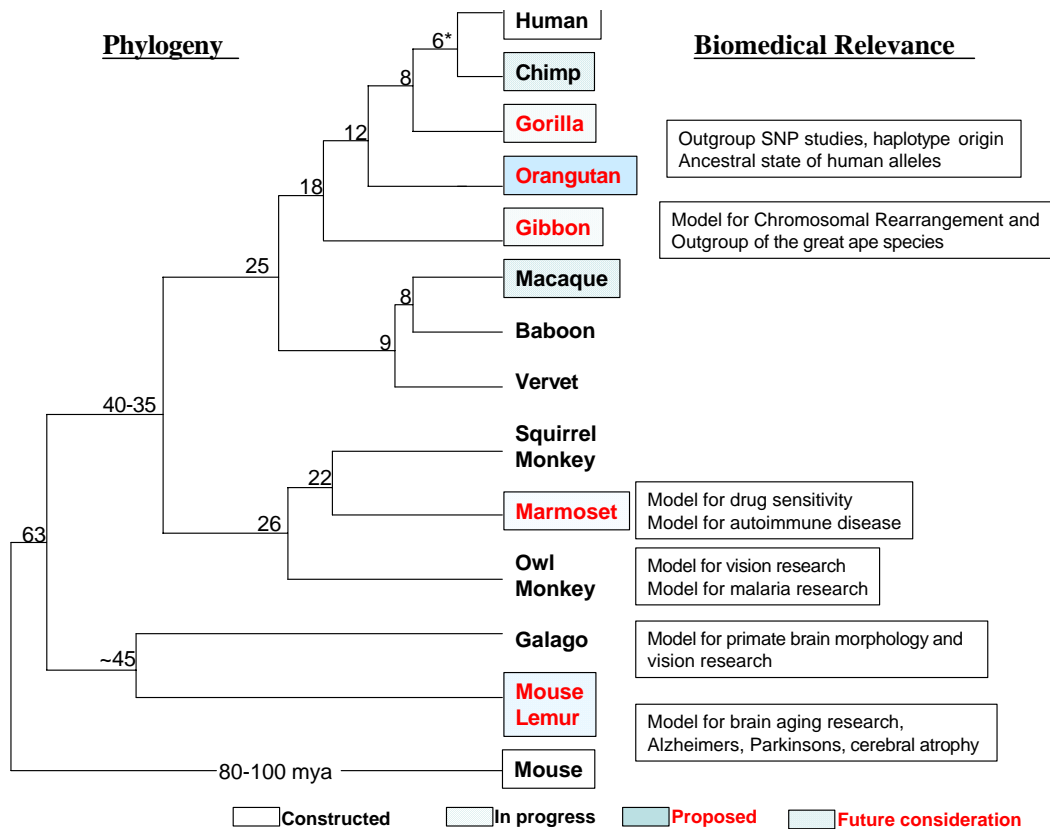 Phylogeny
Biomedical Relevance
Human
6*
Chimp
8
Gorilla
12
Outgroup SNP studies, haplotype origin
Ancestral state of human alleles
Orangutan
18
Gibbon
Model for Chromosomal Rearrangement and
Outgroup of the great ape species
25
Macaque
8
Baboon
9
Vervet
40-35
Squirrel
Monkey
22
Marmoset
Model for drug sensitivity
Model for autoimmune disease
26
63
Owl
Monkey
Model for vision research
Model for malaria research
Galago
Model for primate brain morphology and
vision research
~45
Mouse
Lemur
Model for brain aging research,
Alzheimers, Parkinsons, cerebral atrophy
80-100 mya
Mouse
Constructed
In progress
Proposed
Future consideration